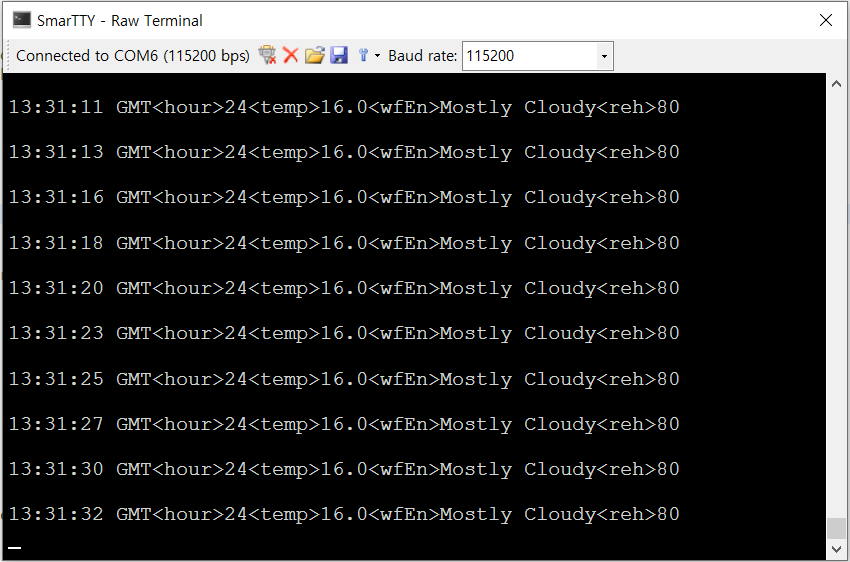 SmarTTY - Raw Terminal
Connected to COM6 (115200 bps) Baud rate: 115200
13:31:11 GMT<hour>24<temp>16.0<wfEn>Mostly Cloudy<reh>80
13:31:13 GMT<hour>24<temp>16.0<wfEn>Mostly Cloudy<reh>80
13:31:16 GMT<hour>24<temp>16.0<wfEn>Mostly Cloudy<reh>80
13:31:18 GMT<hour>24<temp>16.0<wfEn>Mostly Cloudy<reh>80
13:31:20 GMT<hour>24<temp>16.0<wfEn>Mostly Cloudy<reh>80
13:31:23 GMT<hour>24<temp>16.0<wfEn>Mostly Cloudy<reh>80
13:31:25 GMT<hour>24<temp>16.0<wfEn>Mostly Cloudy<reh>80
13:31:27 GMT<hour>24<temp>16.0<wfEn>Mostly Cloudy<reh>80
13:31:30 GMT<hour>24<temp>16.0<wfEn>Mostly Cloudy<reh>80
13:31:32 GMT<hour>24<temp>16.0<wfEn>Mostly Cloudy<reh>80